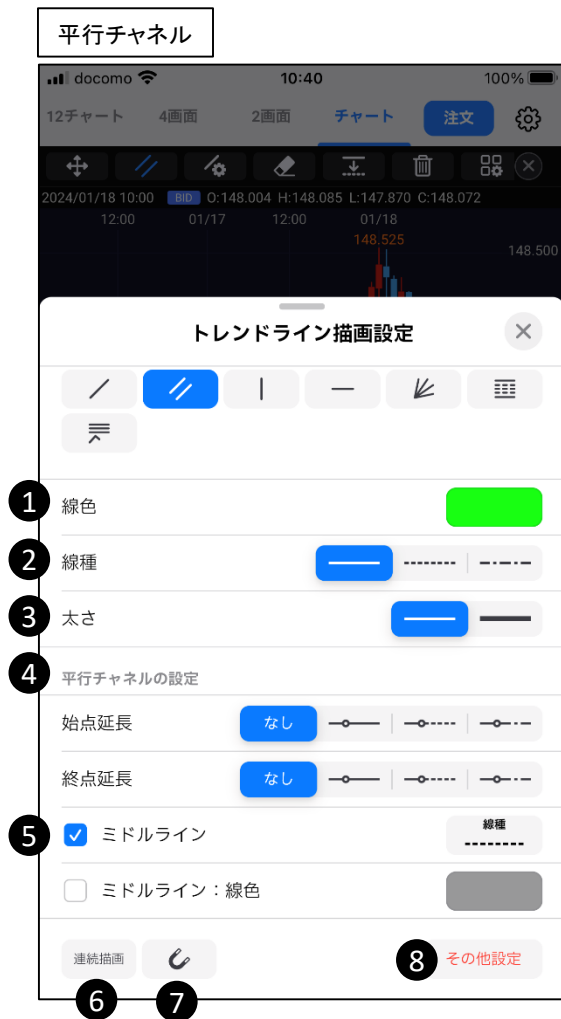 平行チャネル
docomo 10:40 100%
12チャート 4画面 2画面 チャート 注文
2024/01/18 10:00 BID O:148.004 H:148.085 L:147.870 C:148.072
12:00 01/17 12:00 01/18
148.525
148.500
トレンドライン描画設定
1 線色
2 線種
3 太さ
4 平行チャネルの設定
始点延長 なし
終点延長 なし
5 ミドルライン 線種
ミドルライン：線色
連続描画 8 その他設定
6 7